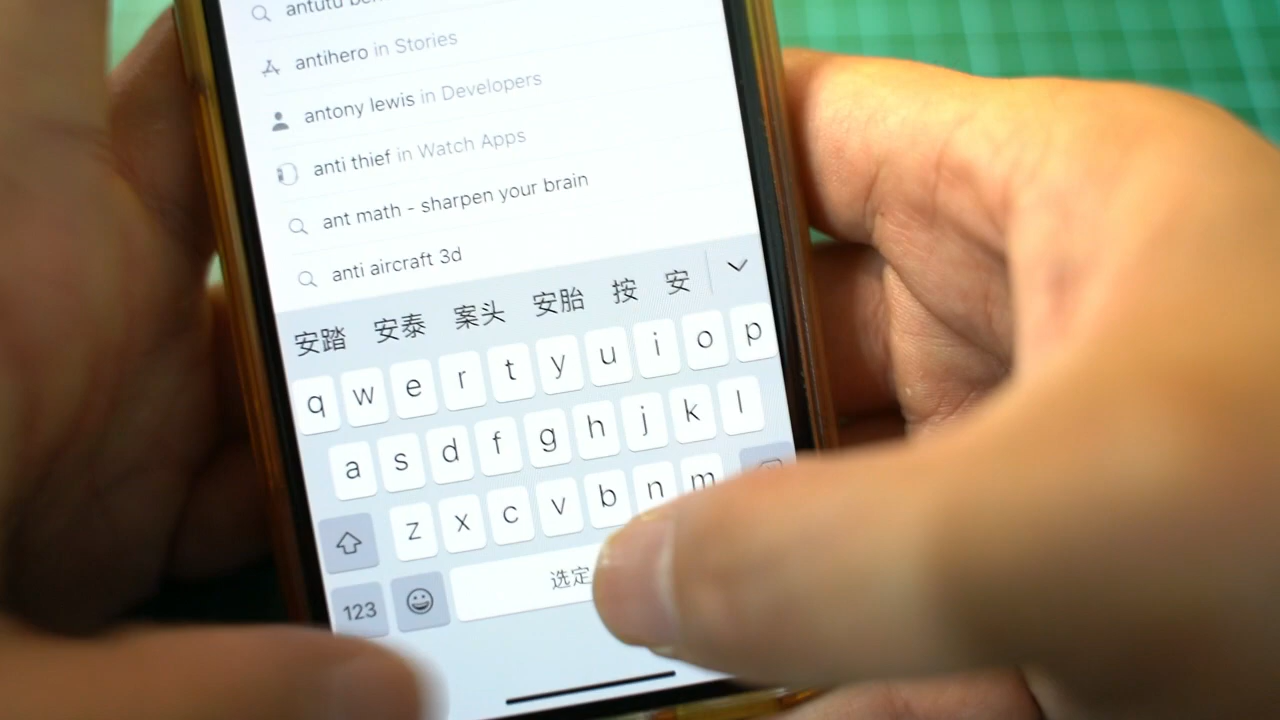 antutu
antihero in Stories
antony lewis in Developers
anti thief in Watch Apps
ant math - sharpen your brain
anti aircraft 3d
安踏 安泰 案头 安胎 按 安
q w e r t y u i o p
a s d f g h j k l
z x c v b n m
123 选定